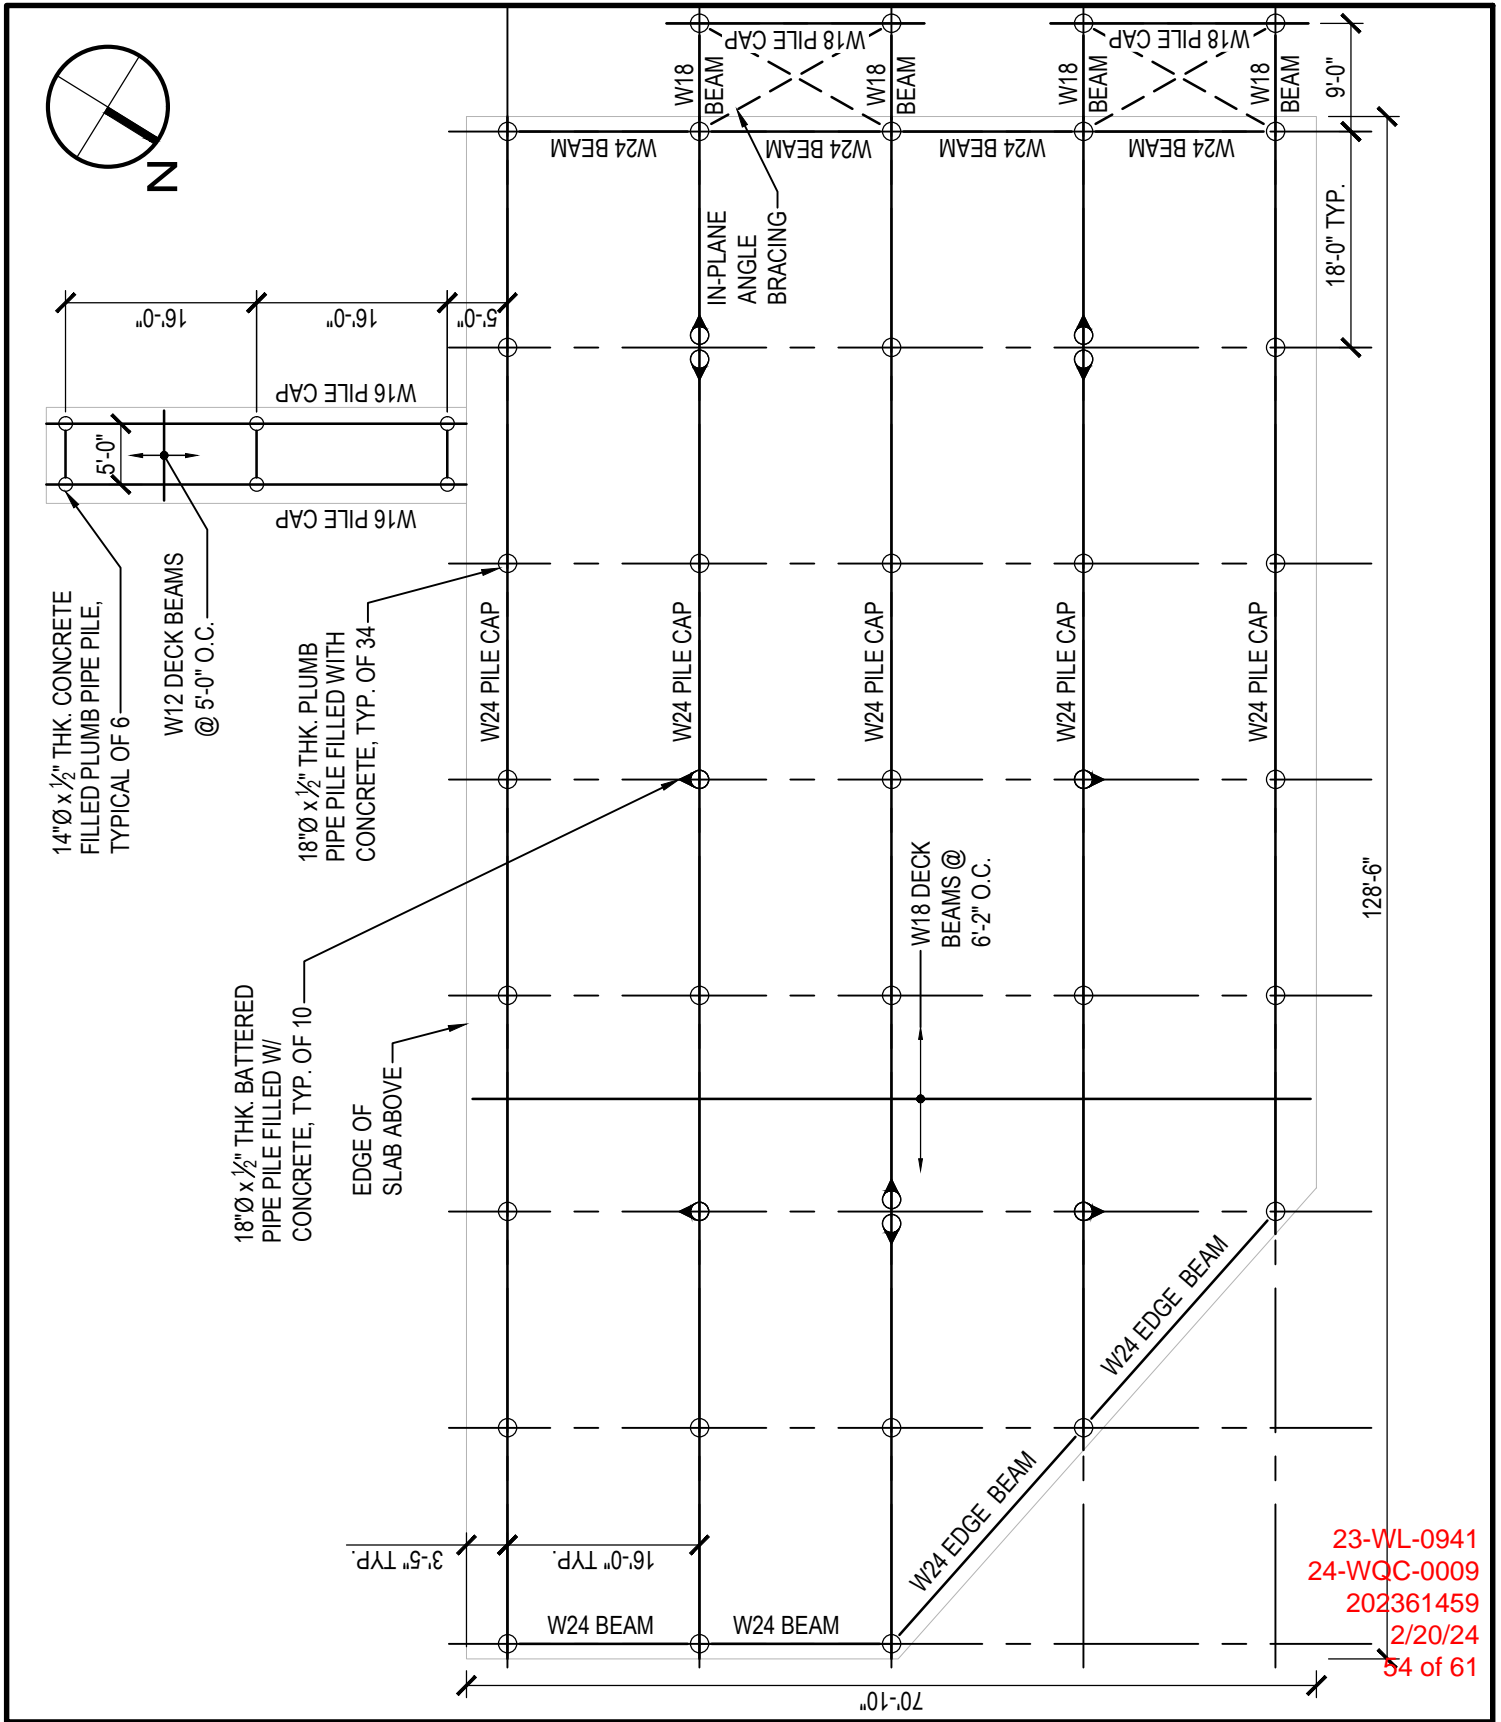 N
W18 PILE CAP
W18 PILE CAP
W18
BEAM
W18
BEAM
W18
BEAM
W18
BEAM
9'-0"
W24 BEAM
W24 BEAM
W24 BEAM
W24 BEAM
IN-PLANE
ANGLE
BRACING
18'-0" TYP.
16'-0"
16'-0"
5'-0"
W16 PILE CAP
5'-0"
W16 PILE CAP
14"Ø x ½" THK. CONCRETE
FILLED PLUMB PIPE PILE,
TYPICAL OF 6
W12 DECK BEAMS
@ 5'-0" O.C.
18"Ø x ½" THK. PLUMB
PIPE PILE FILLED WITH
CONCRETE, TYP. OF 34
W24 PILE CAP
W24 PILE CAP
W24 PILE CAP
W24 PILE CAP
W24 PILE CAP
18"Ø x ½" THK. BATTERED
PIPE PILE FILLED W/
CONCRETE, TYP. OF 10
EDGE OF
SLAB ABOVE
W18 DECK
BEAMS @
6'-2" O.C.
128'-6"
W24 EDGE BEAM
W24 EDGE BEAM
3'-5" TYP.
16'-0" TYP.
W24 BEAM
W24 BEAM
70'-10"
23-WL-0941
24-WQC-0009
202361459
2/20/24
54 of 61